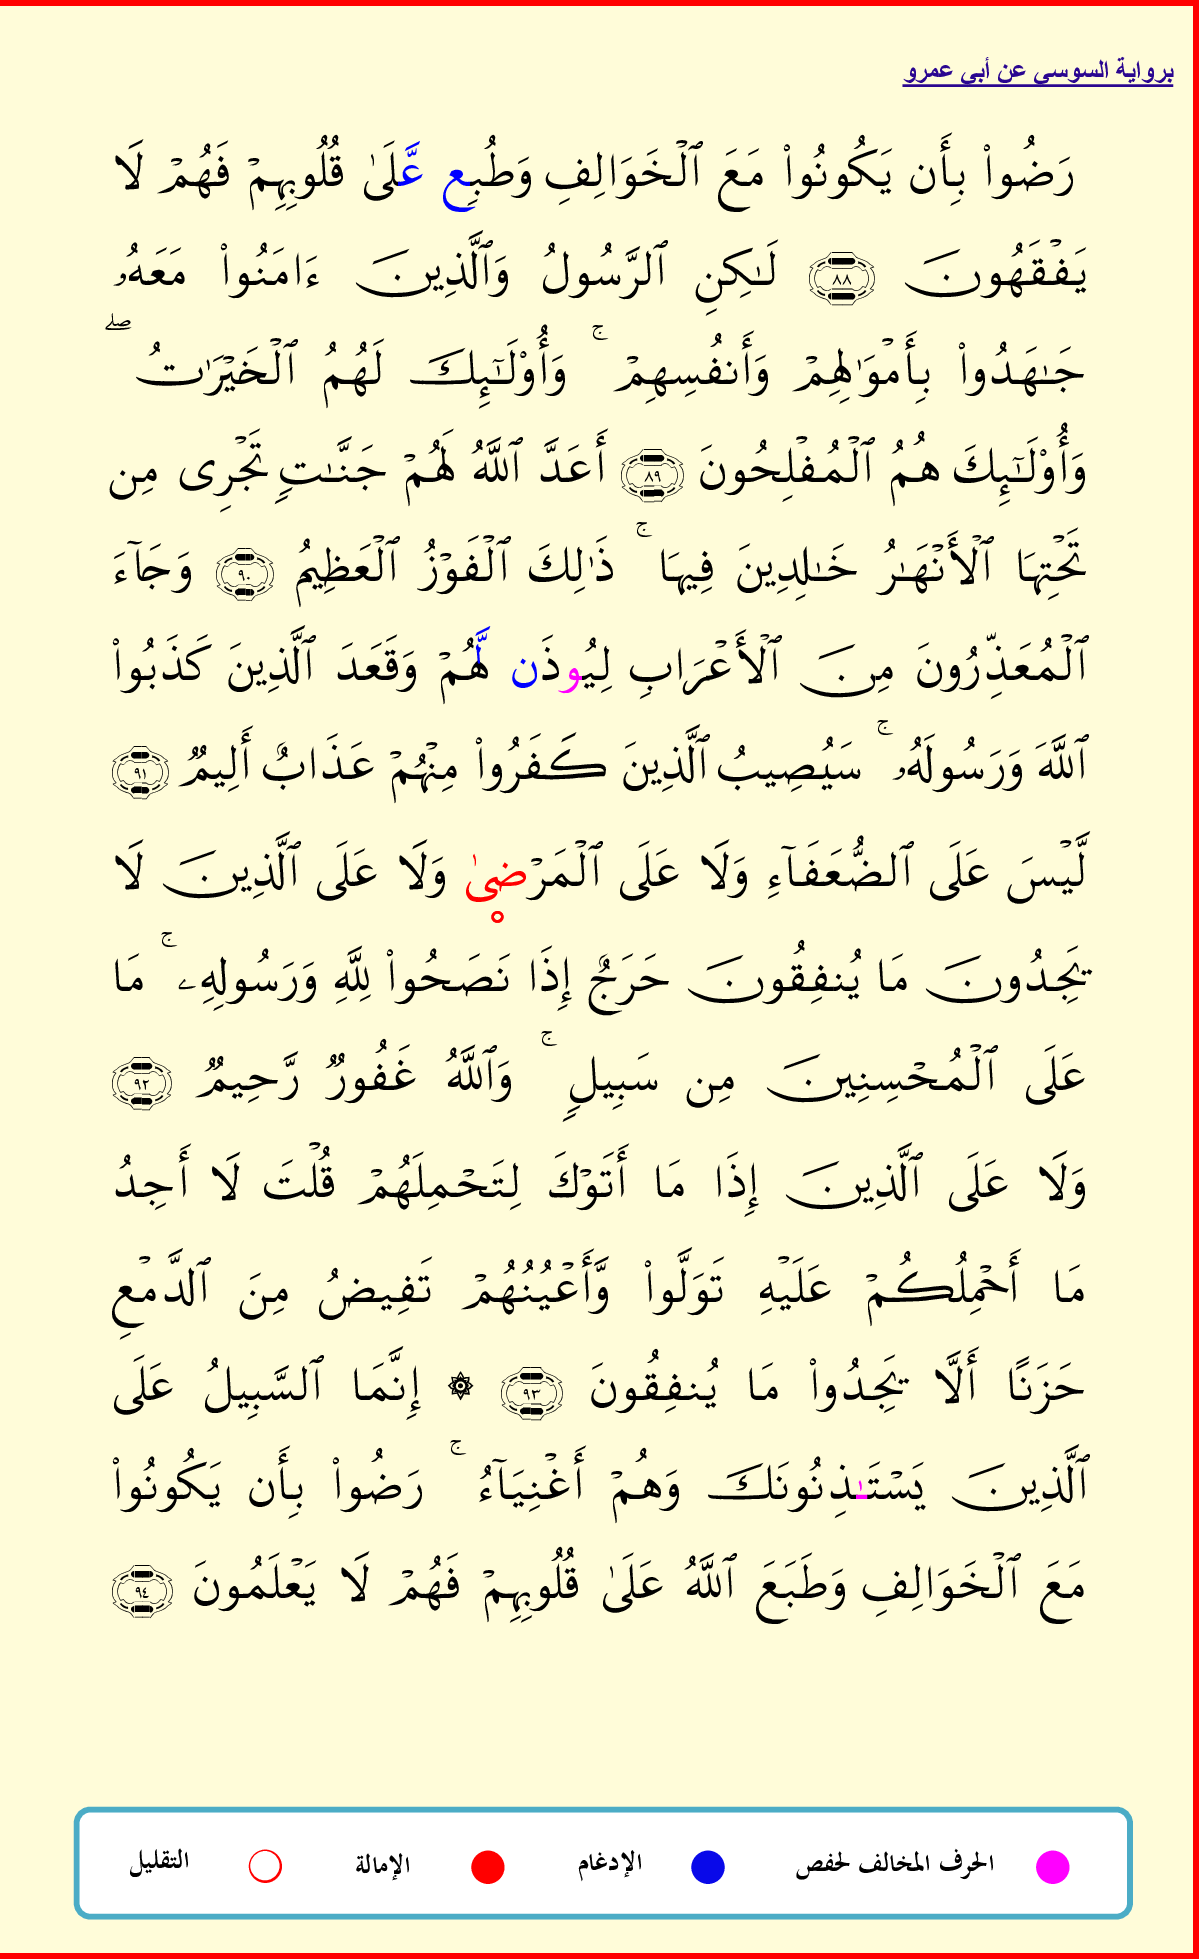 برواية السوسي عن أبي عمرو
رَضُواْ بِأَن يَكُونُواْ مَعَ ٱلْخَوَالِفِ وَطُبِع عَّلَىٰ قُلُوبِهِمْ فَهُمْ لَا
يَفْقَهُونَ ٨٨ لَٰكِنِ ٱلرَّسُولُ وَٱلَّذِينَ ءَامَنُواْ مَعَهُۥ
جَٰهَدُواْ بِأَمْوَٰلِهِمْ وَأَنفُسِهِمْ ۚ وَأُوْلَٰٓئِكَ لَهُمُ ٱلْخَيْرَٰتُ ۖ
وَأُوْلَٰٓئِكَ هُمُ ٱلْمُفْلِحُونَ ٨٩ أَعَدَّ ٱللَّهُ لَهُمْ جَنَّٰتٍ تَجْرِى مِن
تَحْتِهَا ٱلْأَنْهَٰرُ خَٰلِدِينَ فِيهَا ۚ ذَٰلِكَ ٱلْفَوْزُ ٱلْعَظِيمُ ٩٠ وَجَآءَ
ٱلْمُعَذِّرُونَ مِنَ ٱلْأَعْرَابِ لِيُوذَن لَّهُمْ وَقَعَدَ ٱلَّذِينَ كَذَبُواْ
ٱللَّهَ وَرَسُولَهُۥ ۚ سَيُصِيبُ ٱلَّذِينَ كَفَرُواْ مِنْهُمْ عَذَابٌ أَلِيمٌ ٩١
لَّيْسَ عَلَى ٱلضُّعَفَآءِ وَلَا عَلَى ٱلْمَرْضىٰ وَلَا عَلَى ٱلَّذِينَ لَا
يَجِدُونَ مَا يُنفِقُونَ حَرَجٌ إِذَا نَصَحُواْ لِلَّهِ وَرَسُولِهِۦ ۚ مَا
عَلَى ٱلْمُحْسِنِينَ مِن سَبِيلٍ ۚ وَٱللَّهُ غَفُورٌ رَّحِيمٌ ٩٢
وَلَا عَلَى ٱلَّذِينَ إِذَا مَا أَتَوْكَ لِتَحْمِلَهُمْ قُلْتَ لَا أَجِدُ
مَا أَحْمِلُكُمْ عَلَيْهِ تَوَلَّواْ وَّأَعْيُنُهُمْ تَفِيضُ مِنَ ٱلدَّمْعِ
حَزَنًا أَلَّا يَجِدُواْ مَا يُنفِقُونَ ٩٣ ۞ إِنَّمَا ٱلسَّبِيلُ عَلَى
ٱلَّذِينَ يَسْتَٰذِنُونَكَ وَهُمْ أَغْنِيَآءُ ۚ رَضُواْ بِأَن يَكُونُواْ
مَعَ ٱلْخَوَالِفِ وَطَبَعَ ٱللَّهُ عَلَىٰ قُلُوبِهِمْ فَهُمْ لَا يَعْلَمُونَ ٩٤
الحرف المخالف لحفص الإدغام الإمالة التقليل